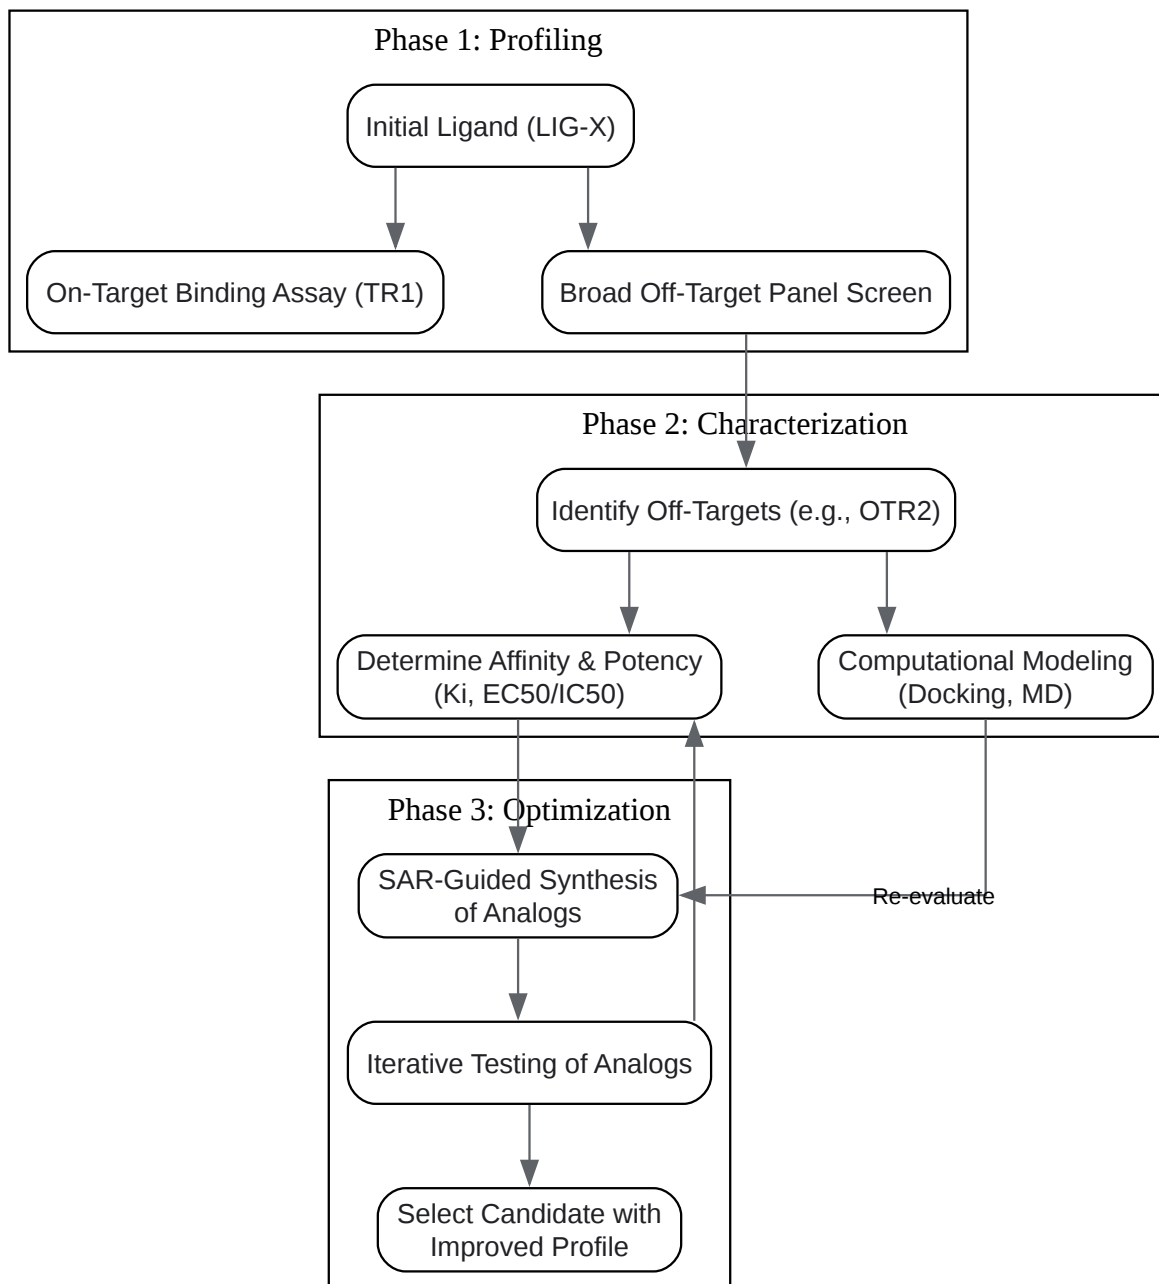 Phase 1: Profiling
Initial Ligand (LIG-X)
On-Target Binding Assay (TR1)
Broad Off-Target Panel Screen
Phase 2: Characterization
Identify Off-Targets (e.g., OTR2)
Determine Affinity & Potency
(Ki, EC50/IC50)
Computational Modeling
(Docking, MD)
Phase 3: Optimization
SAR-Guided Synthesis
of Analogs
Re-evaluate
Iterative Testing of Analogs
Select Candidate with
Improved Profile